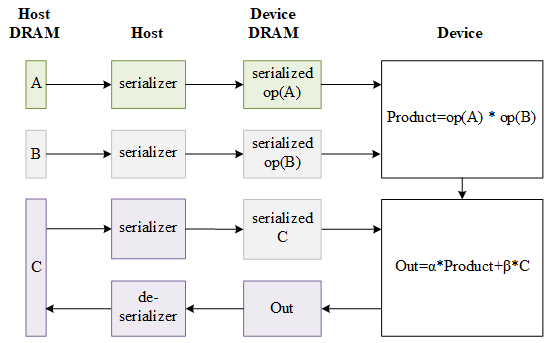 Host
DRAM
Host
Device
DRAM
Device
A
serializer
serialized
op(A)
Product=op(A) * op(B)
B
serializer
serialized
op(B)
C
serializer
serialized
C
Out=α*Product+β*C
de-
serializer
Out